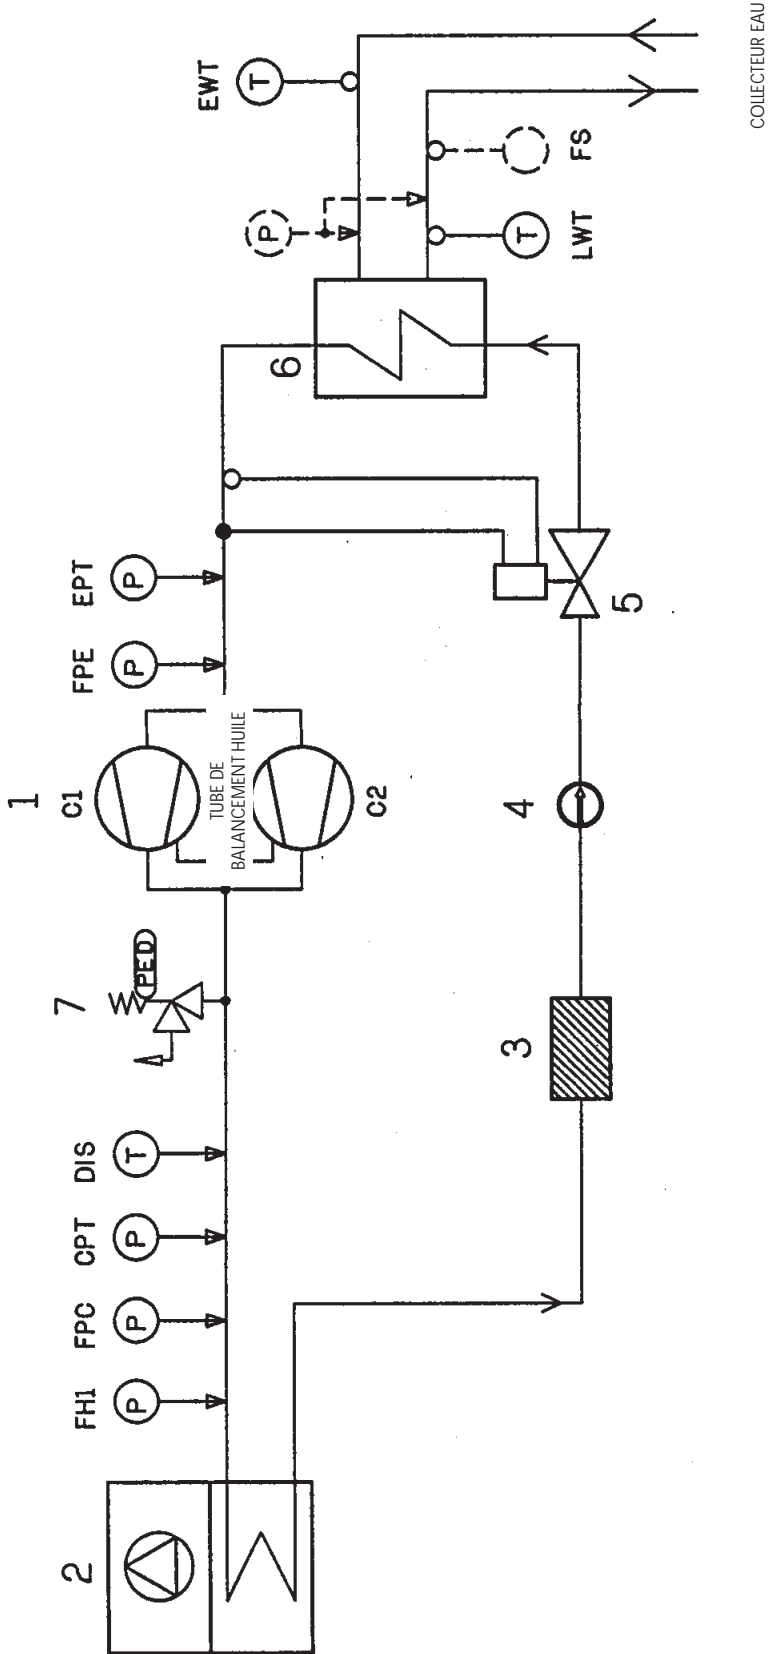 COLLECTEUR EAU
EWT
T
P
FS
T
LWT
6
EPT
P
FPE
P
5
1
C1
TUBE DE
BALANCEMENT HUILE
C2
4
7
PED
3
DIS
T
CPT
P
FPC
P
FH1
P
2